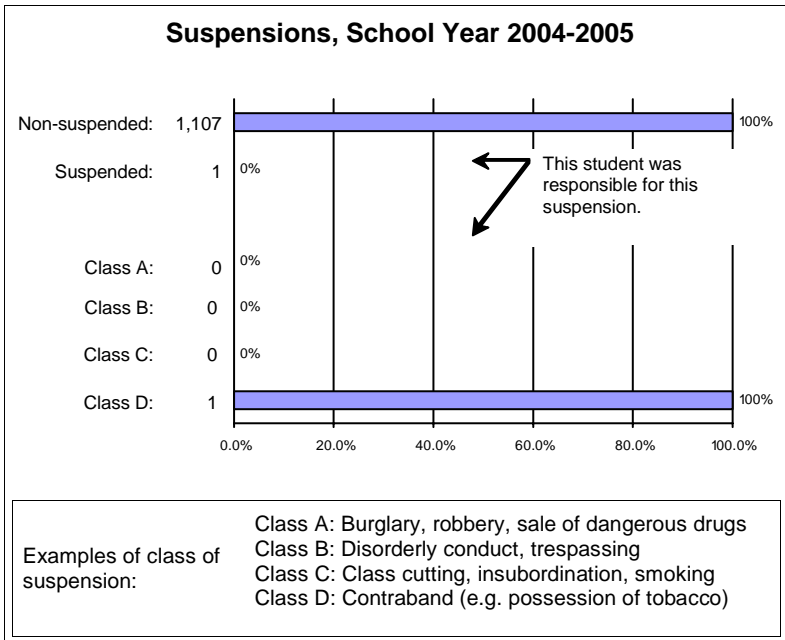 Suspensions, School Year 2004-2005
Non-suspended: 1,107 100%
Suspended: 1 0%
This student was
responsible for this
suspension.
Class A: 0 0%
Class B: 0 0%
Class C: 0 0%
Class D: 1 100%
0.0% 20.0% 40.0% 60.0% 80.0% 100.0%
Examples of class of
suspension:
Class A: Burglary, robbery, sale of dangerous drugs
Class B: Disorderly conduct, trespassing
Class C: Class cutting, insubordination, smoking
Class D: Contraband (e.g. possession of tobacco)